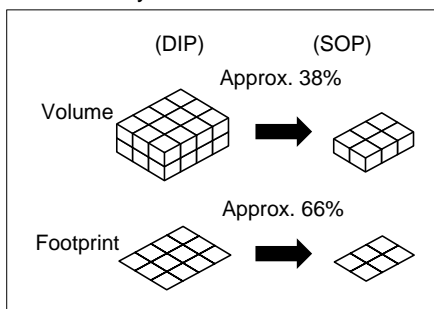 (DIP) (SOP)
Approx. 38%
Volume
Approx. 66%
Footprint